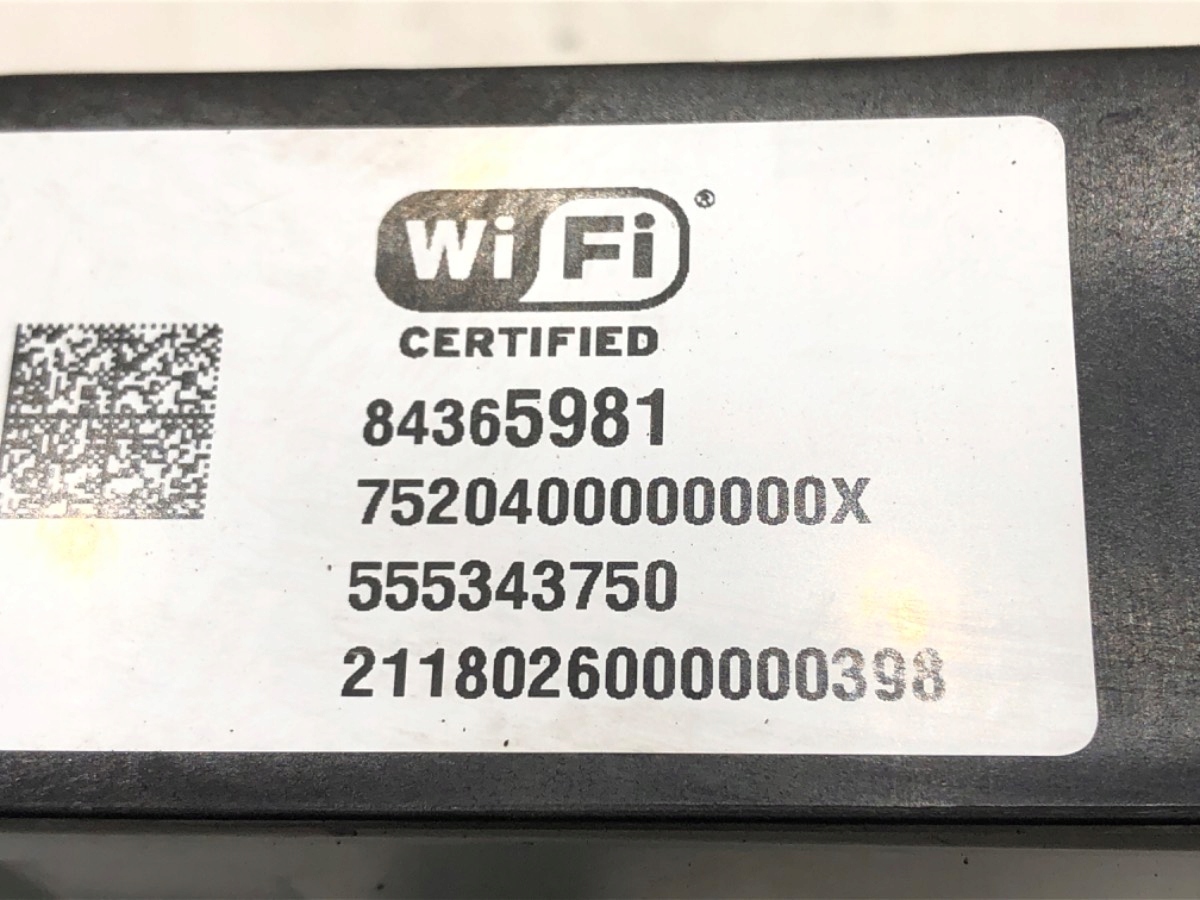 Wi Fi ®
CERTIFIED
84365981
7520400000000X
555343750
2118026000000398